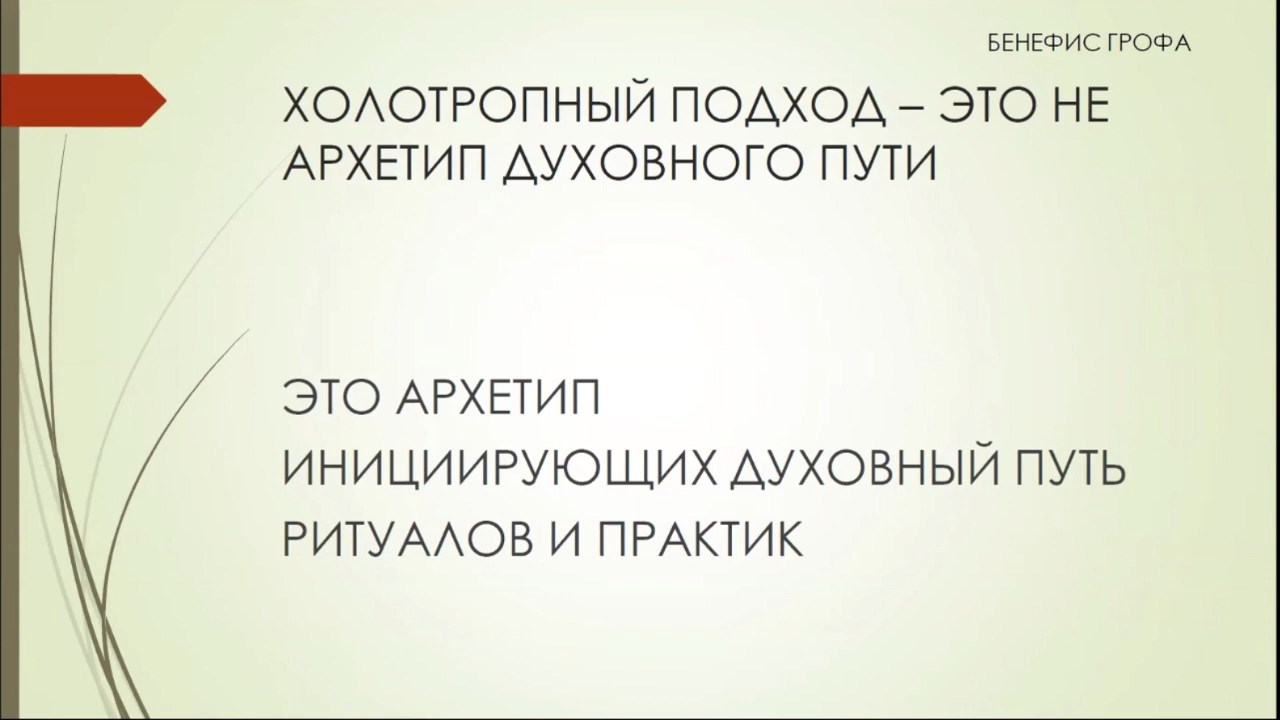 БЕНЕФИС ГРОФА
ХОЛОТРОПНЫЙ ПОДХОД – ЭТО НЕ
АРХЕТИП ДУХОВНОГО ПУТИ
ЭТО АРХЕТИП
ИНИЦИИРУЮЩИХ ДУХОВНЫЙ ПУТЬ
РИТУАЛОВ И ПРАКТИК